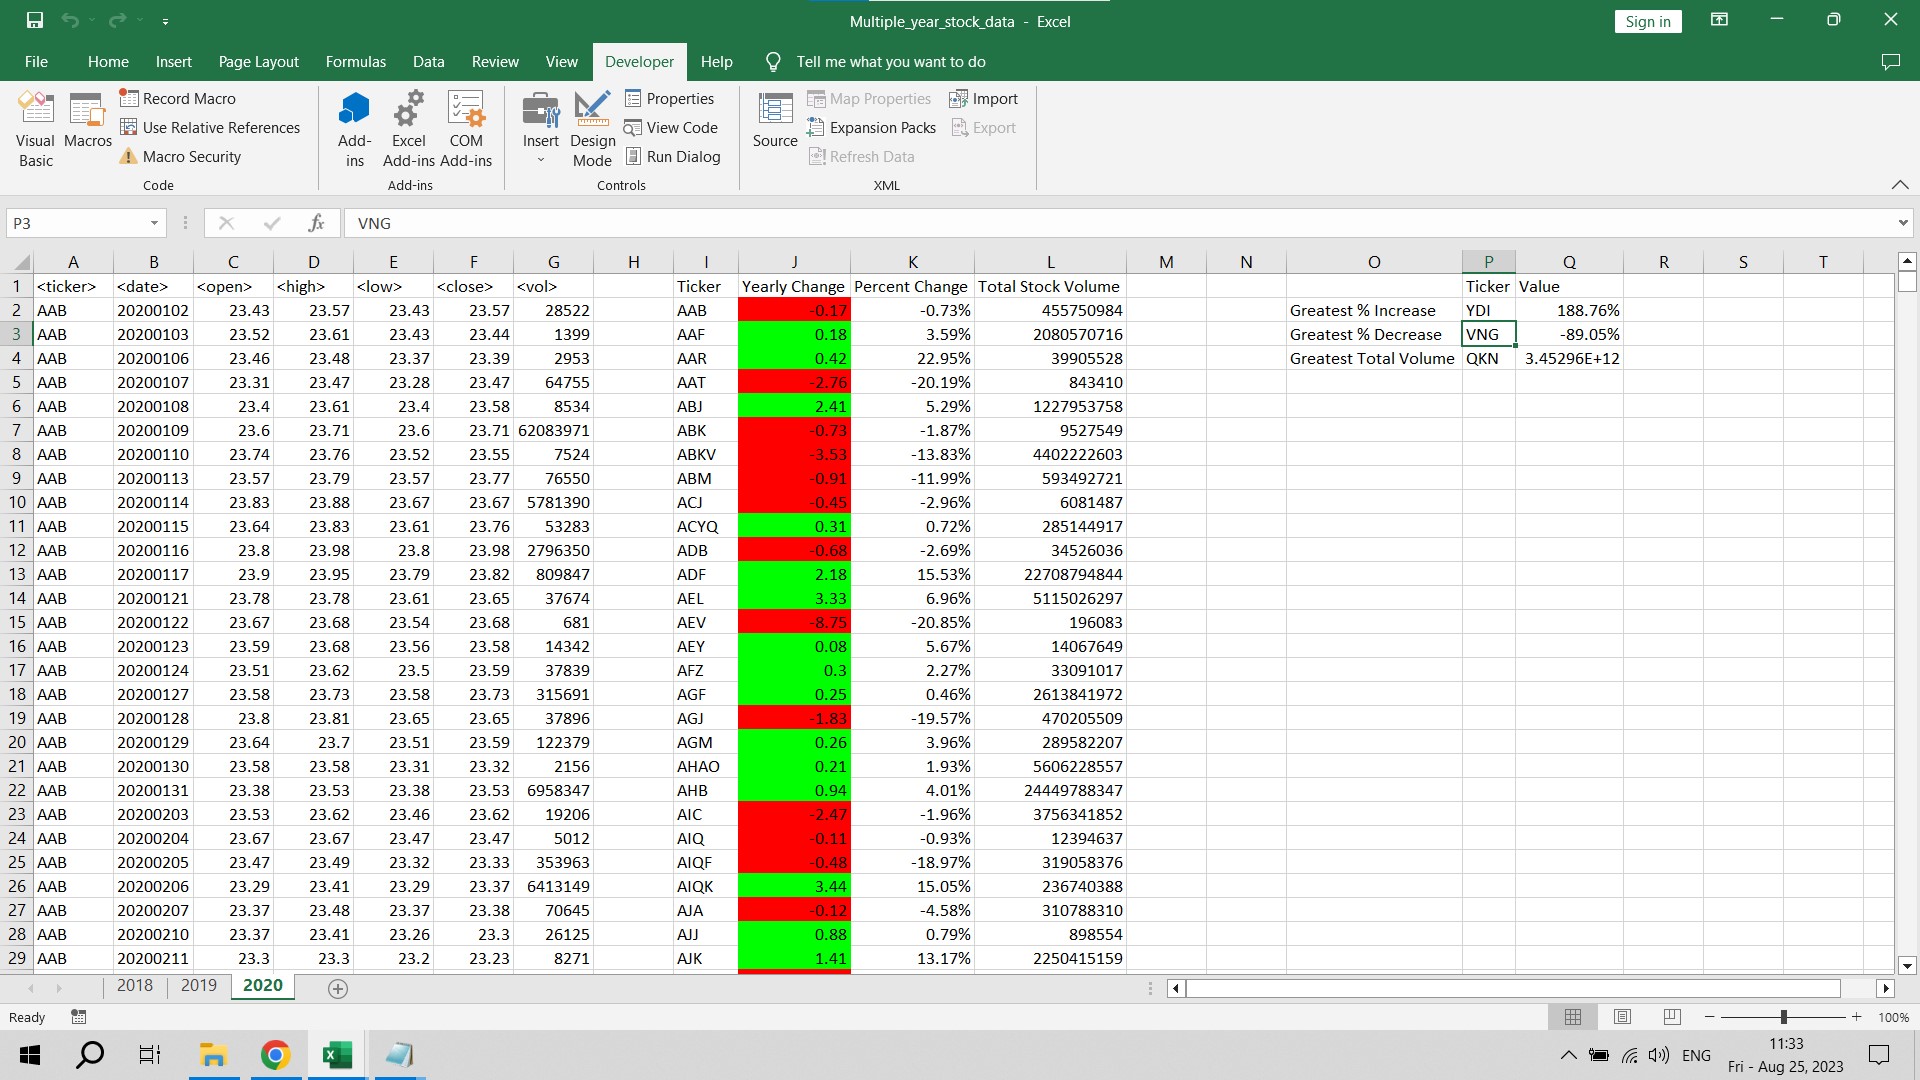 Multiple_year_stock_data - Excel
Sign in
File Home Insert Page Layout Formulas Data Review View Developer Help Tell me what you want to do
Visual Basic
Macros
Record Macro
Use Relative References
Macro Security
Code
Add-ins
Excel Add-ins
COM Add-ins
Add-ins
Insert
Design Mode
Properties
View Code
Run Dialog
Controls
Source
Map Properties
Expansion Packs
Refresh Data
Import
Export
XML
P3 fx VNG
A B C D E F G H I J K L M N O P Q R S T
1 <ticker> <date> <open> <high> <low> <close> <vol> Ticker Yearly Change Percent Change Total Stock Volume Ticker Value
2 AAB 20200102 23.43 23.57 23.43 23.57 28522 AAB -0.17 -0.73% 455750984 Greatest % Increase YDI 188.76%
3 AAB 20200103 23.52 23.61 23.43 23.44 1399 AAF 0.18 3.59% 2080570716 Greatest % Decrease VNG -89.05%
4 AAB 20200106 23.46 23.48 23.37 23.39 2953 AAR 0.42 22.95% 39905528 Greatest Total Volume QKN 3.45296E+12
5 AAB 20200107 23.31 23.47 23.28 23.47 64755 AAT -2.76 -20.19% 843410
6 AAB 20200108 23.4 23.61 23.4 23.58 8534 ABJ 2.41 5.29% 1227953758
7 AAB 20200109 23.6 23.71 23.6 23.71 62083971 ABK -0.73 -1.87% 9527549
8 AAB 20200110 23.74 23.76 23.52 23.55 7524 ABKV -3.53 -13.83% 4402222603
9 AAB 20200113 23.57 23.79 23.57 23.77 76550 ABM -0.91 -11.99% 593492721
10 AAB 20200114 23.83 23.88 23.67 23.67 5781390 ACJ -0.45 -2.96% 6081487
11 AAB 20200115 23.64 23.83 23.61 23.76 53283 ACYQ 0.31 0.72% 285144917
12 AAB 20200116 23.8 23.98 23.8 23.98 2796350 ADB -0.68 -2.69% 34526036
13 AAB 20200117 23.9 23.95 23.79 23.82 809847 ADF 2.18 15.53% 22708794844
14 AAB 20200121 23.78 23.78 23.61 23.65 37674 AEL 3.33 6.96% 5115026297
15 AAB 20200122 23.67 23.68 23.54 23.68 681 AEV -8.75 -20.85% 196083
16 AAB 20200123 23.59 23.68 23.56 23.58 14342 AEY 0.08 5.67% 14067649
17 AAB 20200124 23.51 23.62 23.5 23.59 37839 AFZ 0.3 2.27% 33091017
18 AAB 20200127 23.58 23.73 23.58 23.73 315691 AGF 0.25 0.46% 2613841972
19 AAB 20200128 23.8 23.81 23.65 23.65 37896 AGJ -1.83 -19.57% 470205509
20 AAB 20200129 23.64 23.7 23.51 23.59 122379 AGM 0.26 3.96% 289582207
21 AAB 20200130 23.58 23.58 23.31 23.32 2156 AHAO 0.21 1.93% 5606228557
22 AAB 20200131 23.38 23.53 23.38 23.53 6958347 AHB 0.94 4.01% 24449788347
23 AAB 20200203 23.53 23.62 23.46 23.62 19206 AIC -2.47 -1.96% 3756341852
24 AAB 20200204 23.67 23.67 23.47 23.47 5012 AIQ -0.11 -0.93% 12394637
25 AAB 20200205 23.47 23.49 23.32 23.33 353963 AIQF -0.48 -18.97% 319058376
26 AAB 20200206 23.29 23.41 23.29 23.37 6413149 AIQK 3.44 15.05% 236740388
27 AAB 20200207 23.37 23.48 23.37 23.38 70645 AJA -0.12 -4.58% 310788310
28 AAB 20200210 23.37 23.41 23.26 23.3 26125 AJJ 0.88 0.79% 898554
29 AAB 20200211 23.3 23.3 23.2 23.23 8271 AJK 1.41 13.17% 2250415159
2018 2019 2020
Ready 100%
ENG
11:33
Fri - Aug 25, 2023